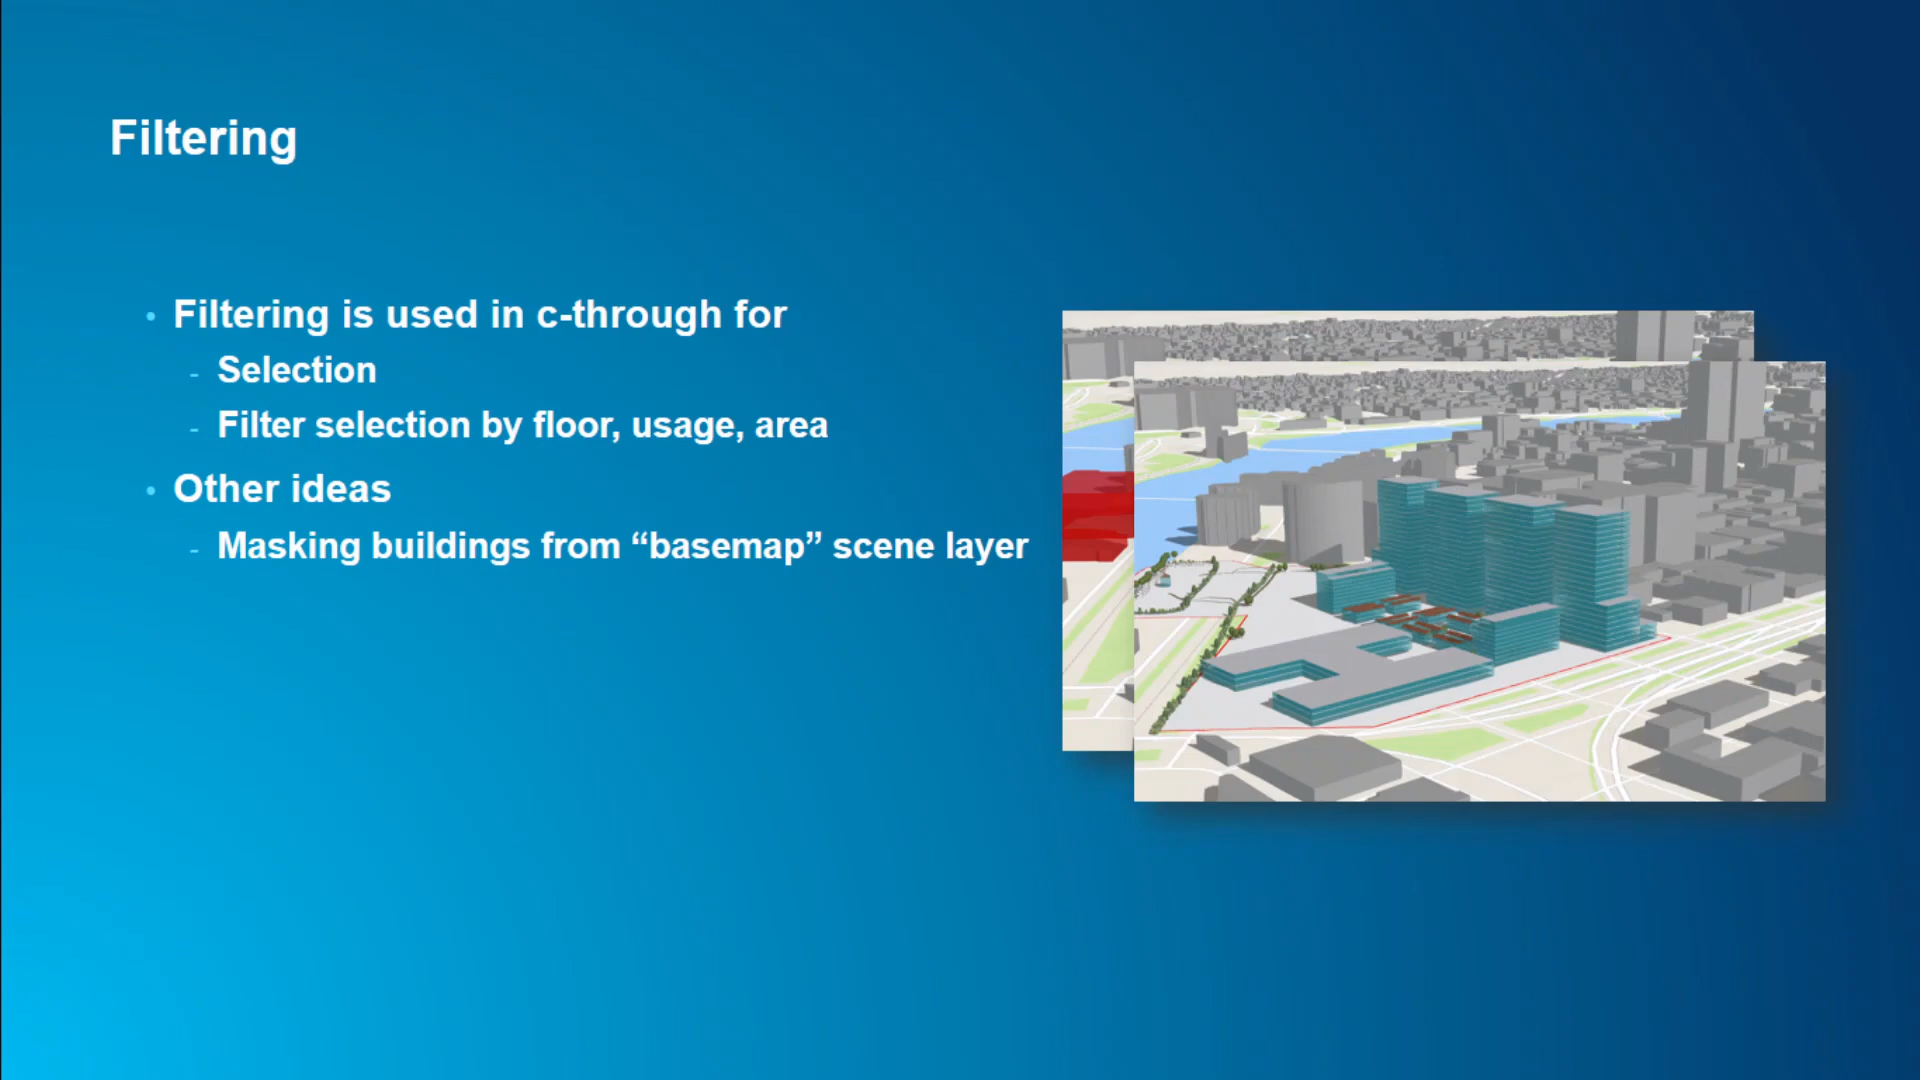 Filtering
• Filtering is used in c-through for
- Selection
- Filter selection by floor, usage, area
• Other ideas
- Masking buildings from “basemap” scene layer